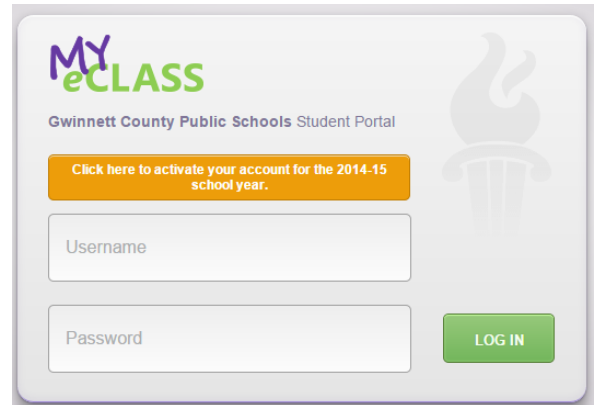 MY
eCLASS
Gwinnett County Public Schools Student Portal
Click here to activate your account for the 2014-15
school year.
Username
Password
LOG IN